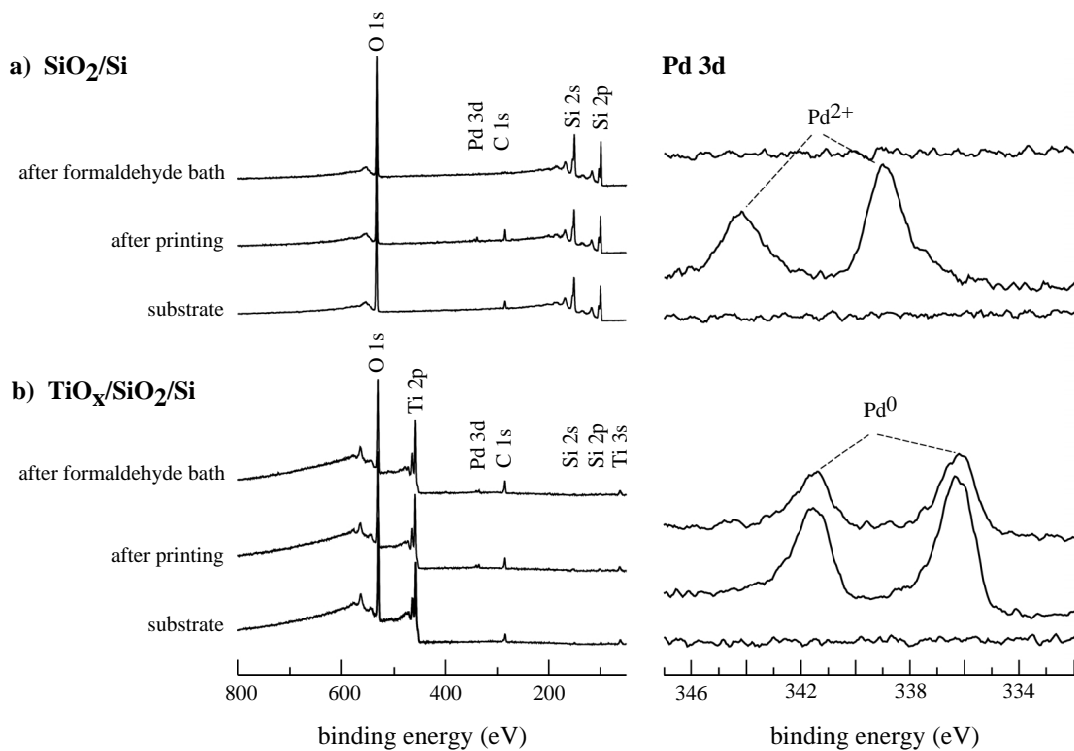 a) SiO₂/Si
O 1s
Pd 3d
C 1s
Si 2s
Si 2p
after formaldehyde bath
after printing
substrate
Pd 3d
Pd²⁺
b) TiOₓ/SiO₂/Si
O 1s
Ti 2p
Pd 3d
C 1s
Si 2s
Si 2p
Ti 3s
after formaldehyde bath
after printing
substrate
Pd⁰
800 600 400 200
binding energy (eV)
346 342 338 334
binding energy (eV)